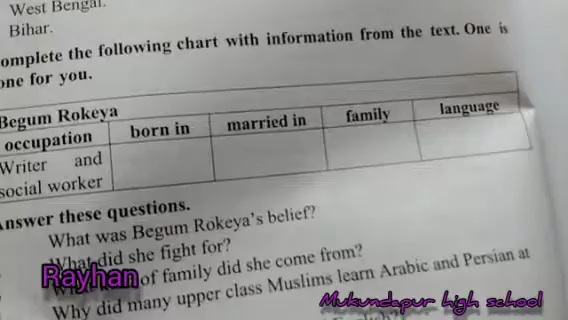 West Bengal.
Bihar.
omplete the following chart with information from the text. One is
one for you.
Begum Rokeya
occupation born in married in family language
Writer and
social worker
Answer these questions.
What was Begum Rokeya's belief?
What did she fight for?
of family did she come from?
Why did many upper class Muslims learn Arabic and Persian at
Rayhan
Mukundapur high school